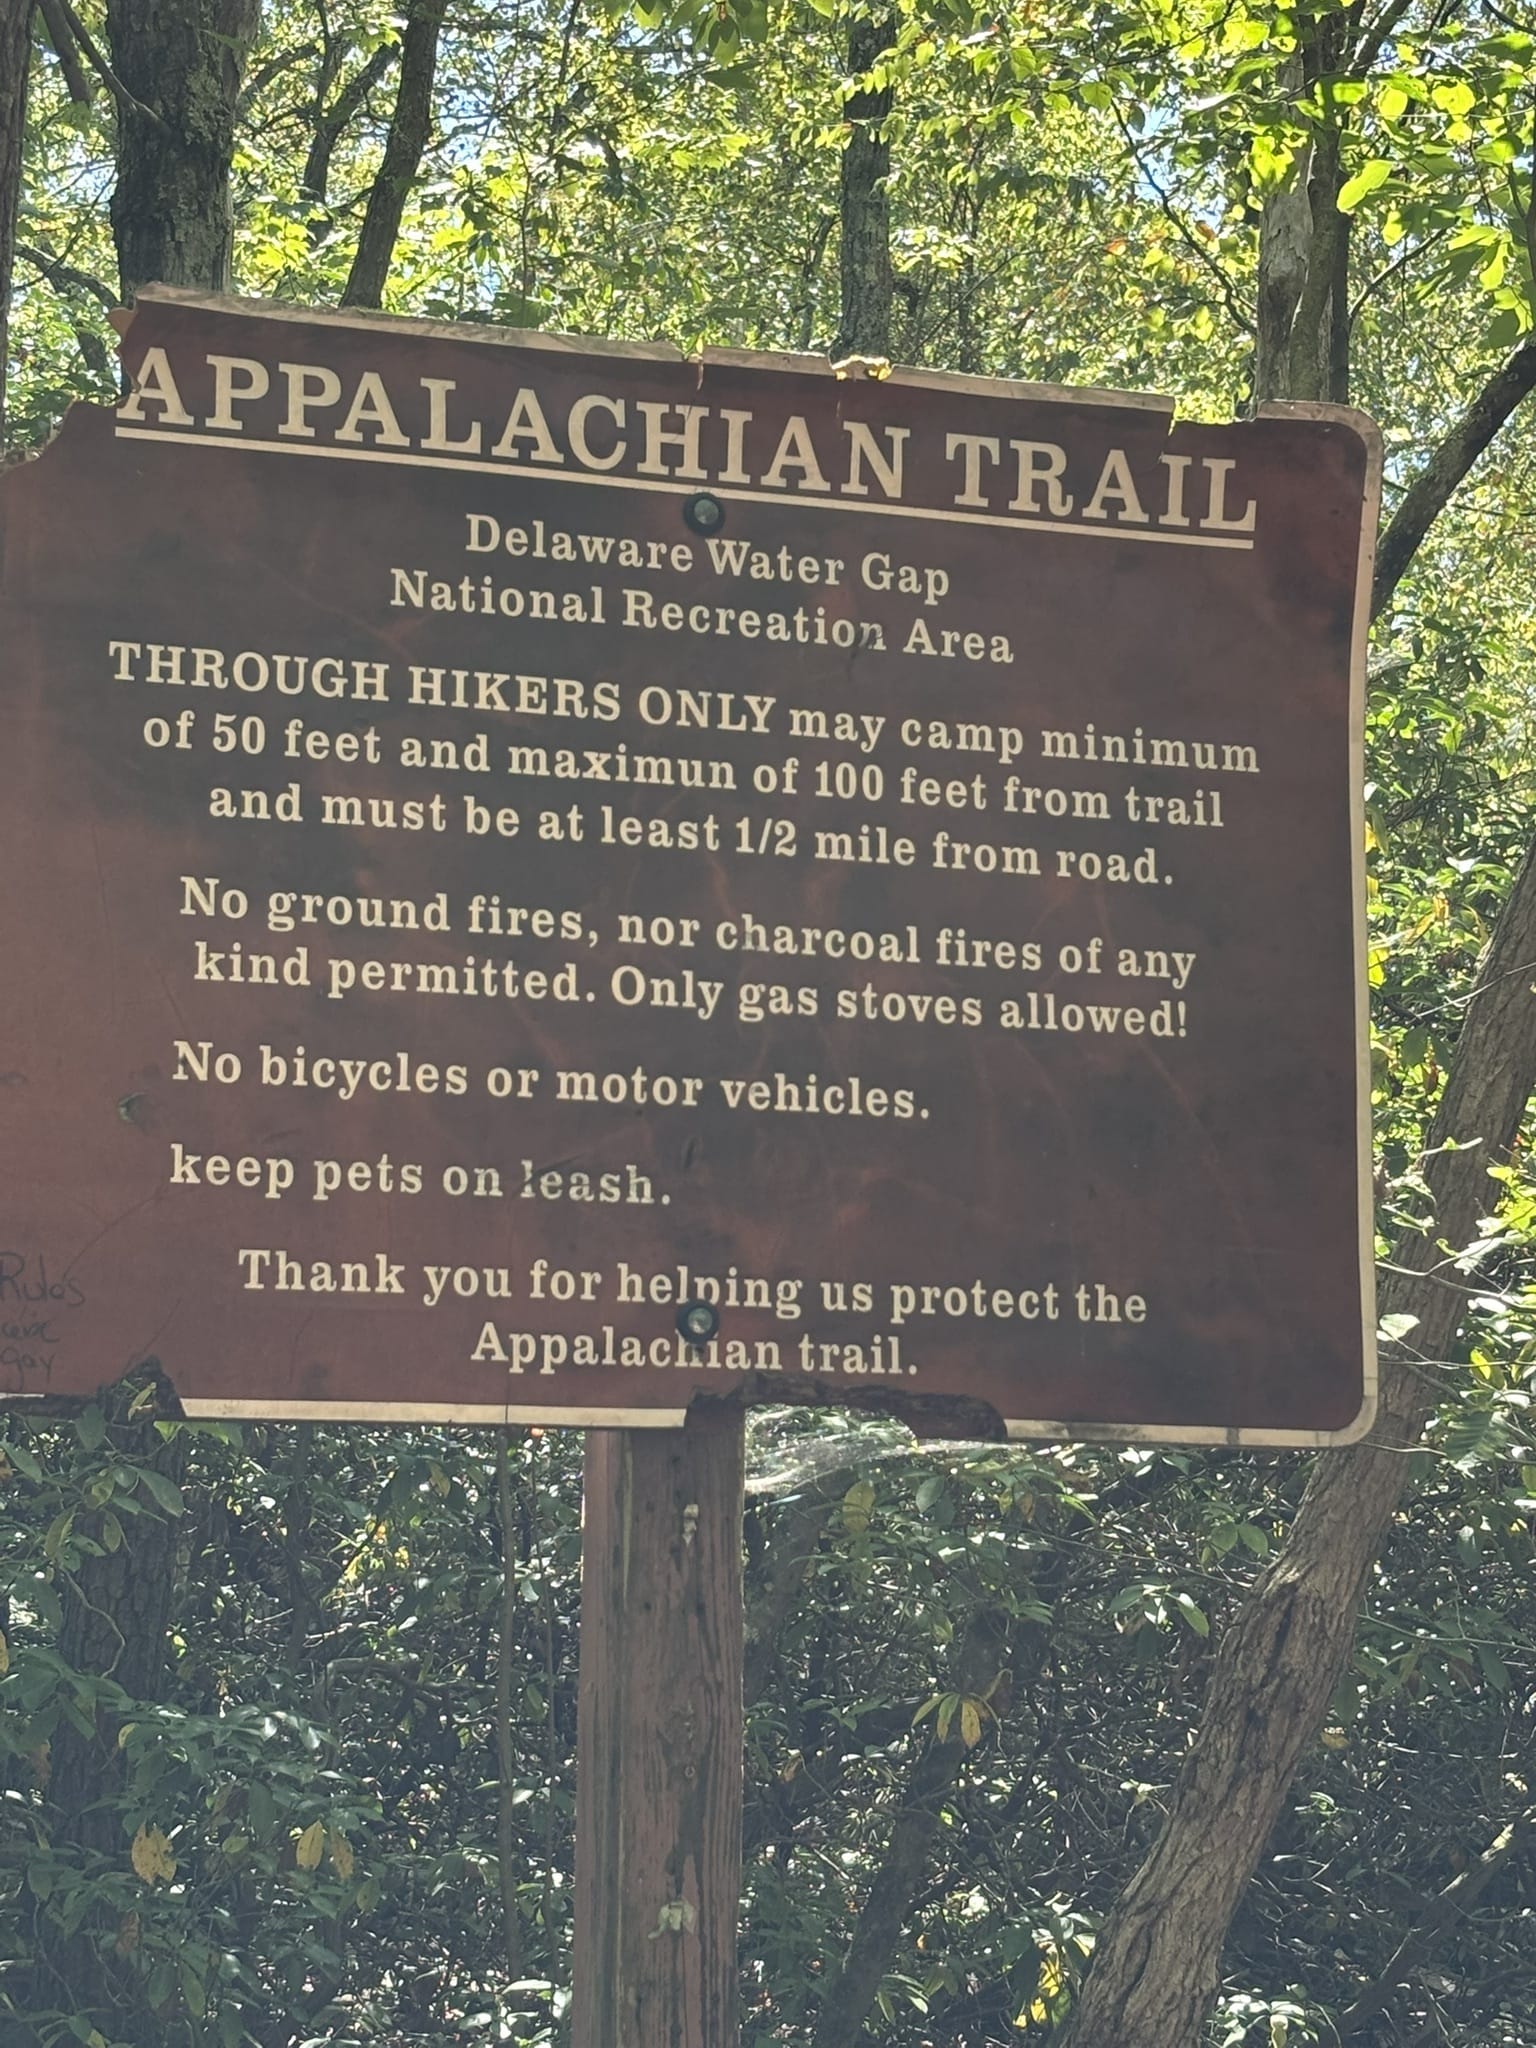 APPALACHIAN TRAIL
Delaware Water Gap
National Recreation Area
THROUGH HIKERS ONLY may camp minimum
of 50 feet and maximun of 100 feet from trail
and must be at least 1/2 mile from road.
No ground fires, nor charcoal fires of any
kind permitted. Only gas stoves allowed!
No bicycles or motor vehicles.
keep pets on leash.
Thank you for helping us protect the
Appalachian trail.
Rules
gay